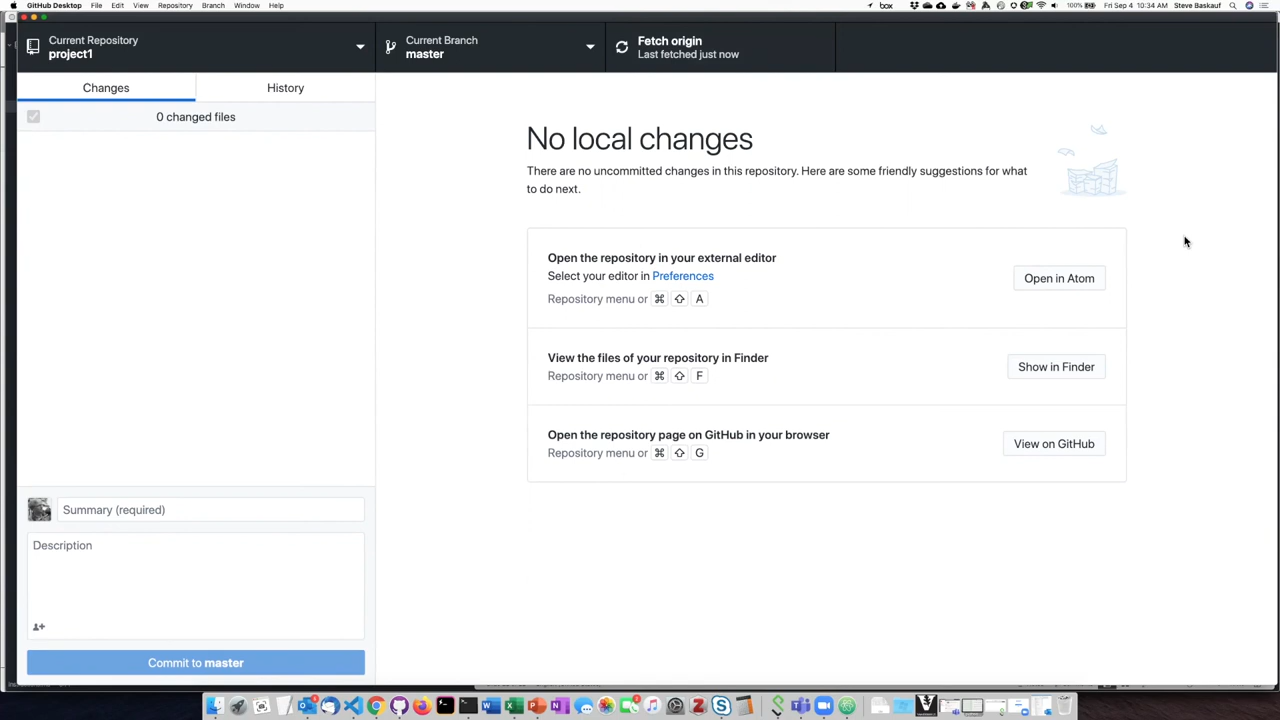 GitHub Desktop File Edit View Repository Branch Window Help
box 100% Fri Sep 4 10:34 AM Steve Baskauf
Current Repository
project1
Current Branch
master
Fetch origin
Last fetched just now
Changes History
0 changed files
No local changes
There are no uncommitted changes in this repository. Here are some friendly suggestions for what
to do next.
Open the repository in your external editor
Select your editor in Preferences
Repository menu or ⌘ ⇧ A
Open in Atom
View the files of your repository in Finder
Repository menu or ⌘ ⇧ F
Show in Finder
Open the repository page on GitHub in your browser
Repository menu or ⌘ ⇧ G
View on GitHub
Summary (required)
Description
Commit to master